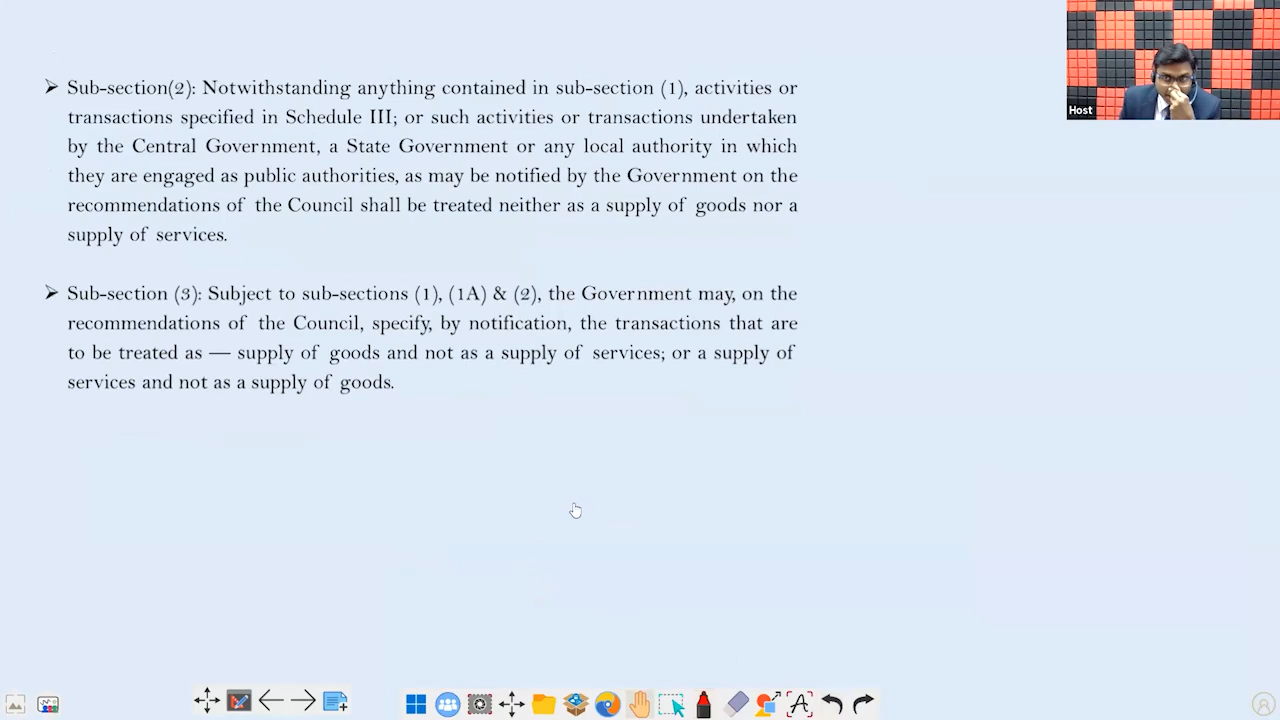 ➤ Sub-section(2): Notwithstanding anything contained in sub-section (1), activities or
transactions specified in Schedule III; or such activities or transactions undertaken
by the Central Government, a State Government or any local authority in which
they are engaged as public authorities, as may be notified by the Government on the
recommendations of the Council shall be treated neither as a supply of goods nor a
supply of services.
➤ Sub-section (3): Subject to sub-sections (1), (1A) & (2), the Government may, on the
recommendations of the Council, specify, by notification, the transactions that are
to be treated as — supply of goods and not as a supply of services; or a supply of
services and not as a supply of goods.
Host